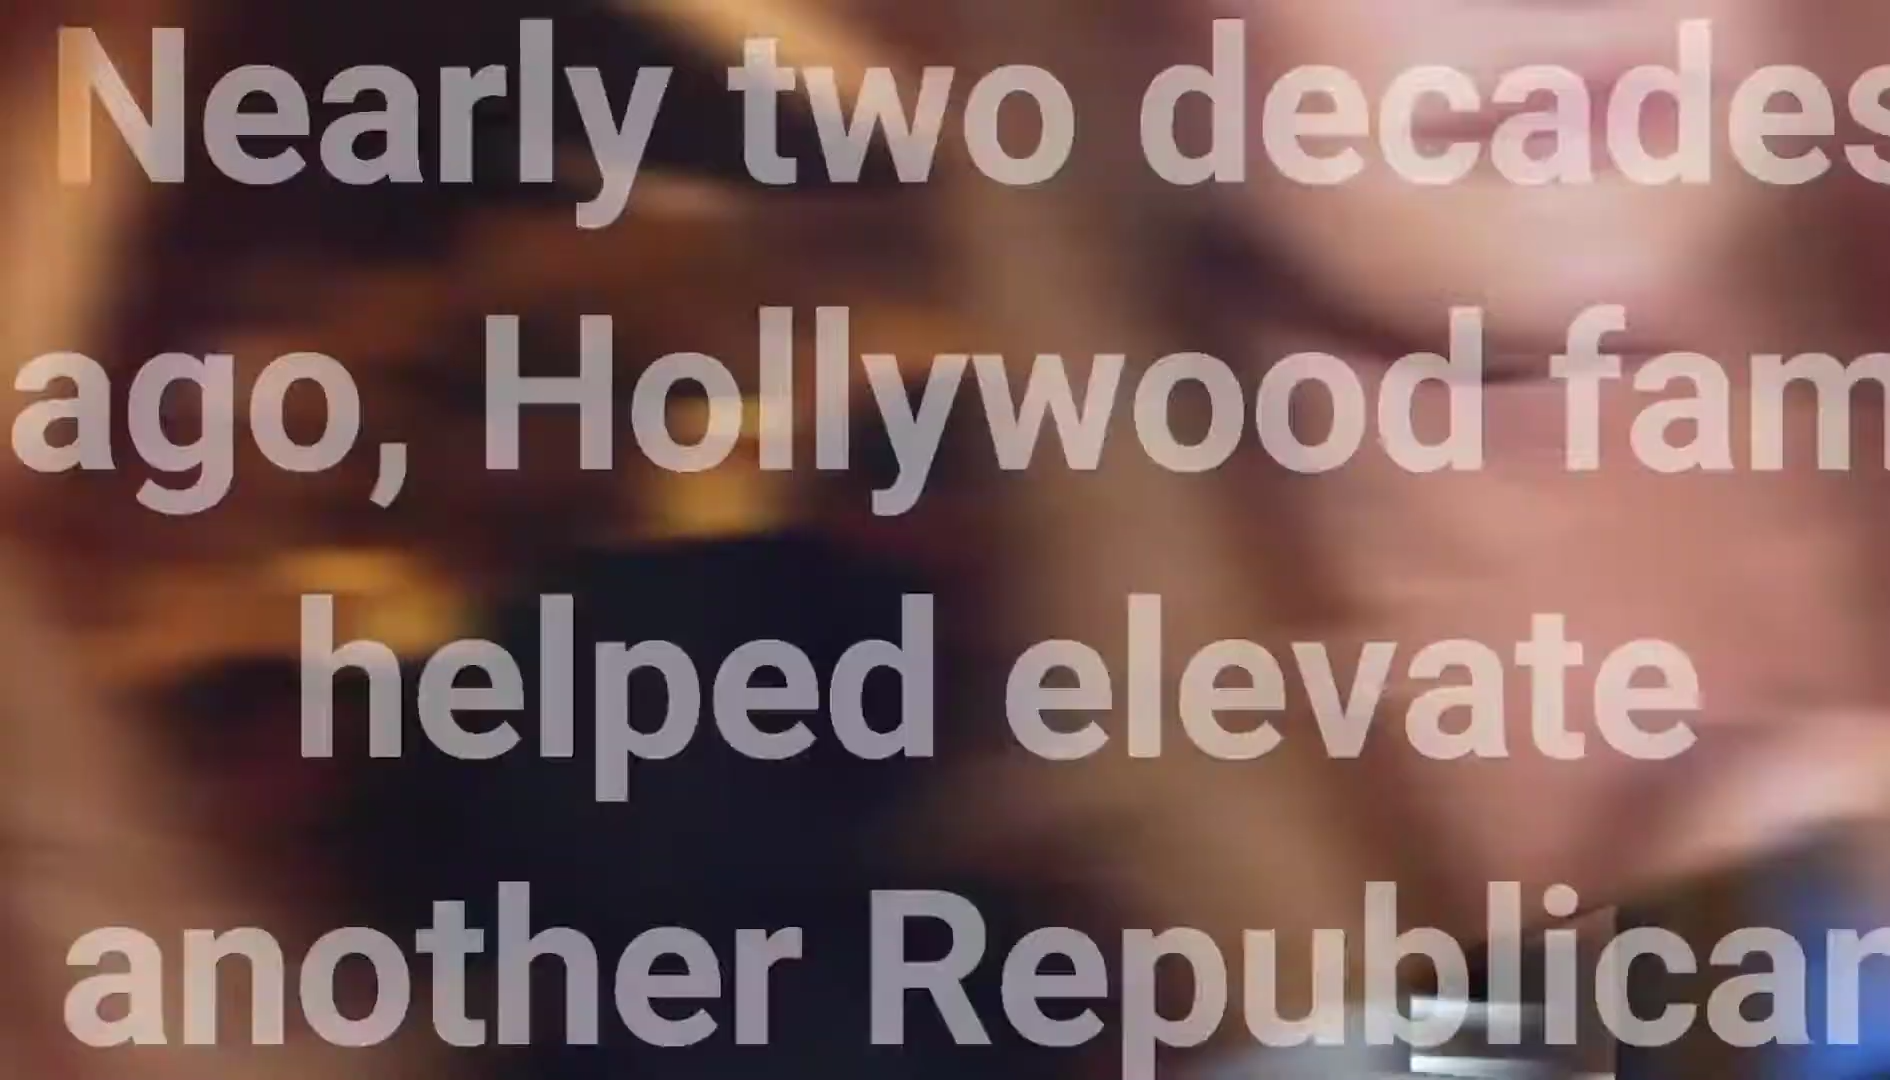 Nearly two decades
ago, Hollywood fam
helped elevate
another Republican